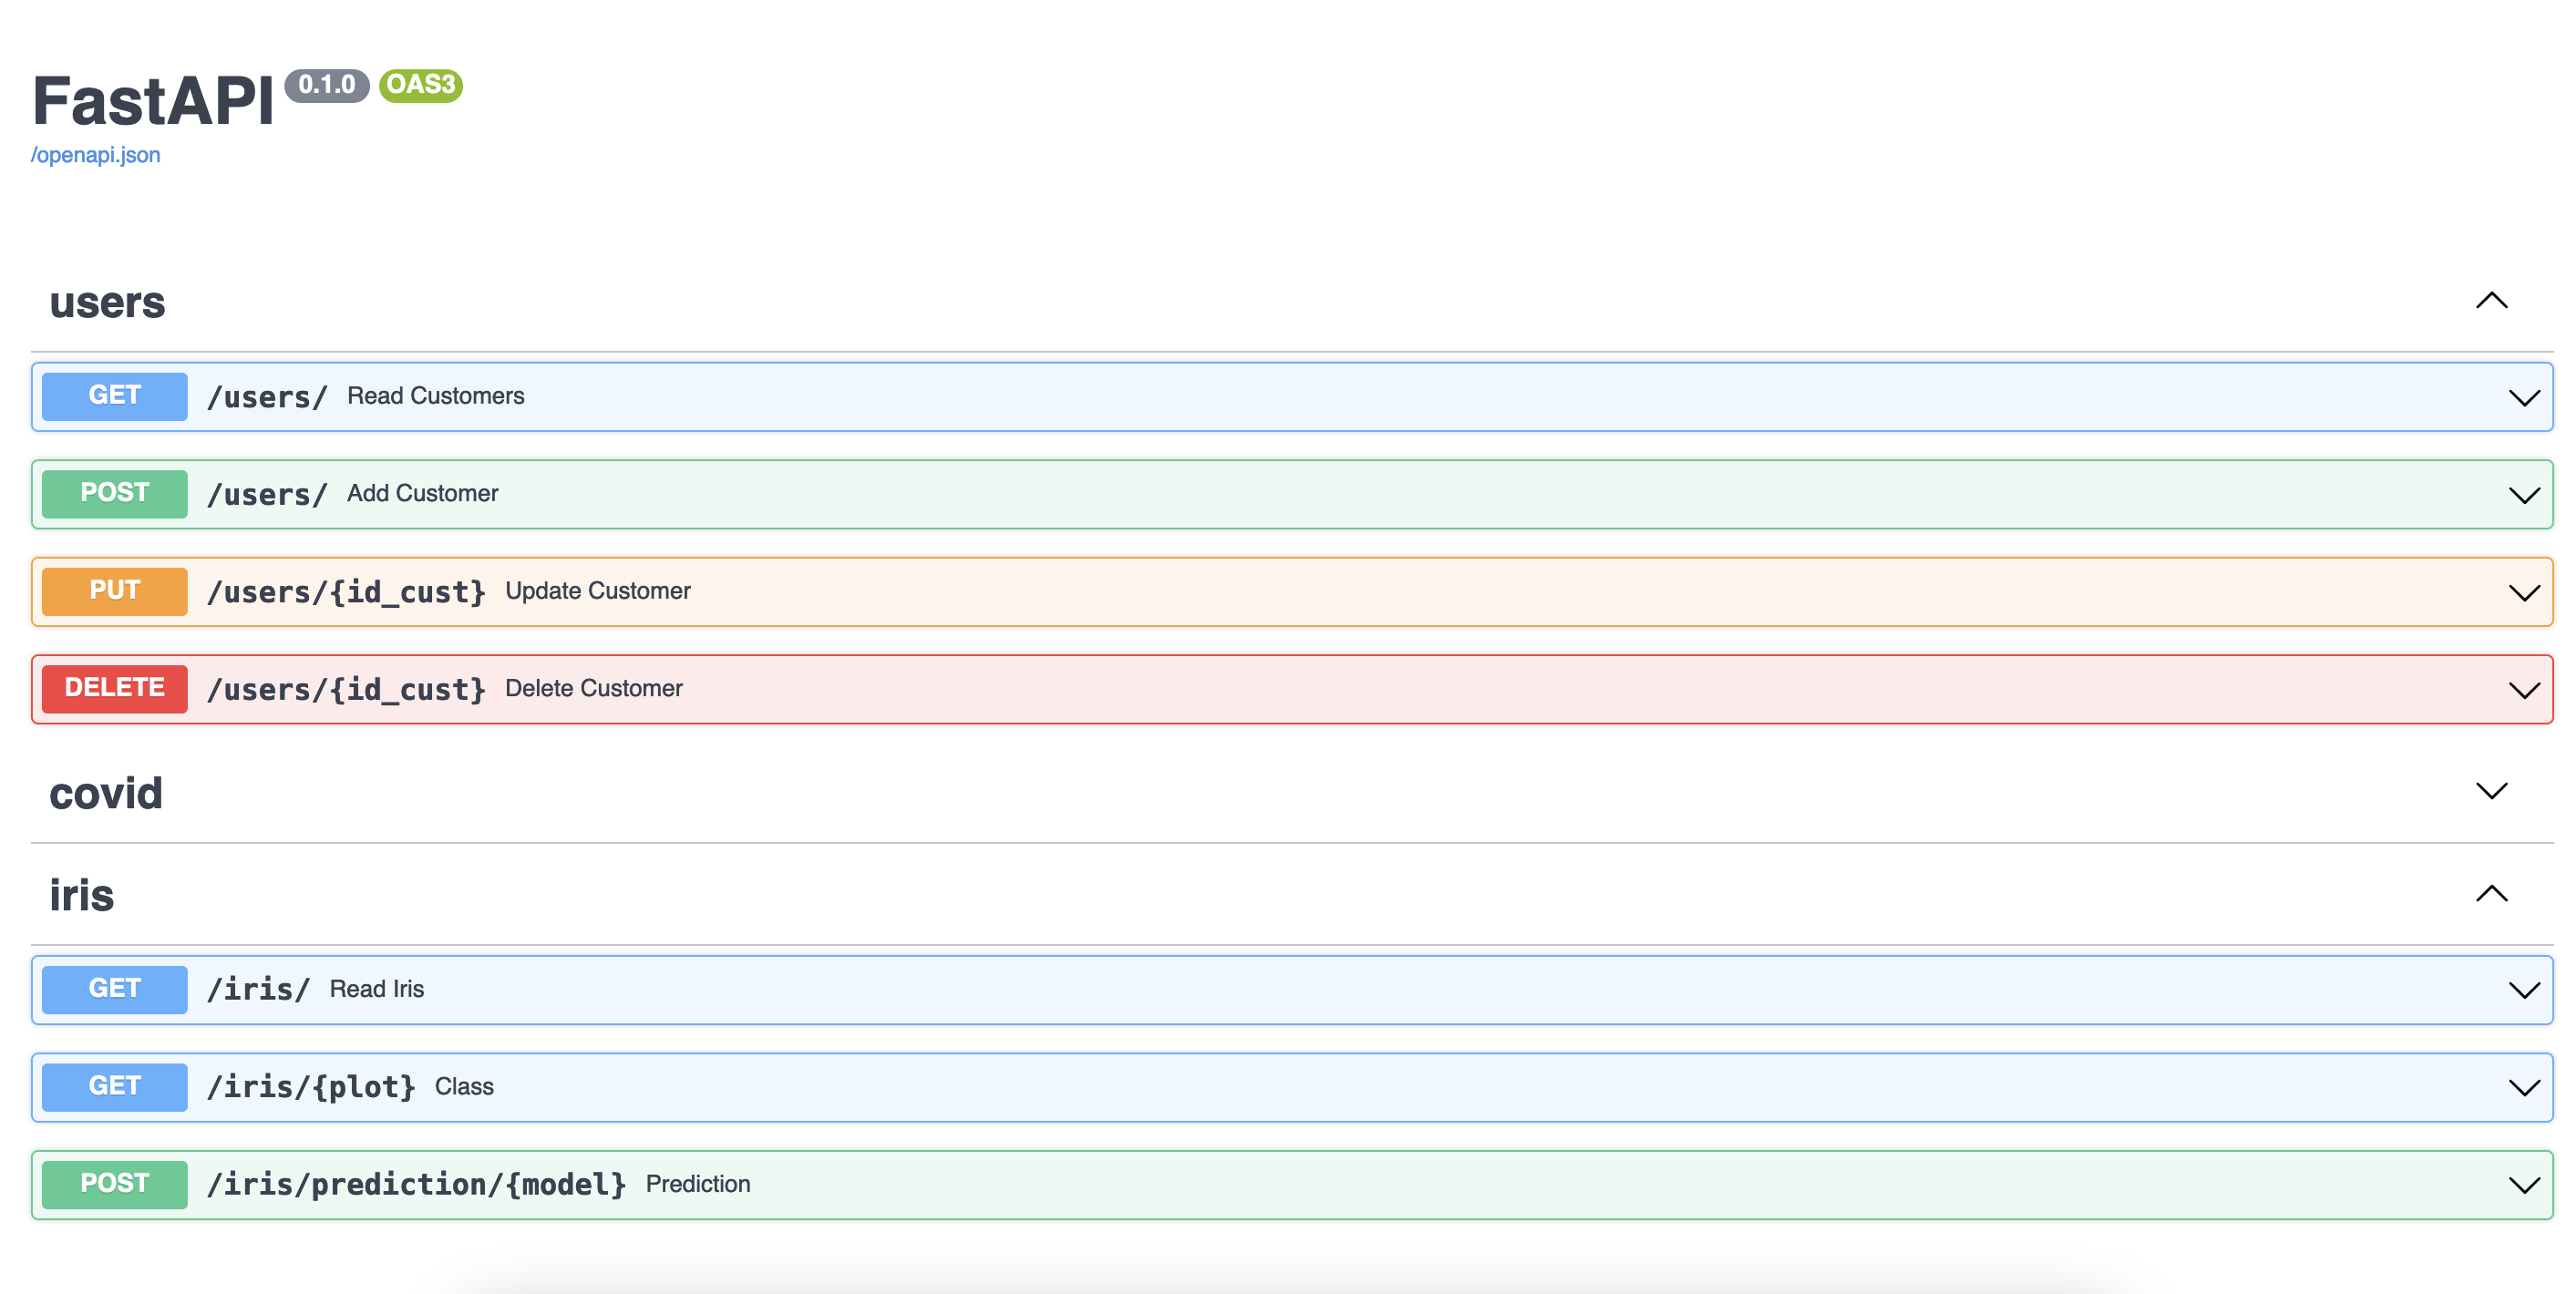 FastAPI 0.1.0 OAS3
/openapi.json
users
GET /users/ Read Customers
POST /users/ Add Customer
PUT /users/{id_cust} Update Customer
DELETE /users/{id_cust} Delete Customer
covid
iris
GET /iris/ Read Iris
GET /iris/{plot} Class
POST /iris/prediction/{model} Prediction